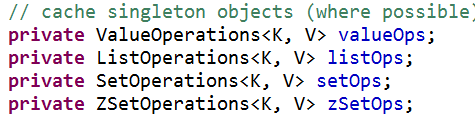 // cache singleton objects (where possible)
private ValueOperations<K, V> valueOps;
private ListOperations<K, V> listOps;
private SetOperations<K, V> setOps;
private ZSetOperations<K, V> zSetOps;